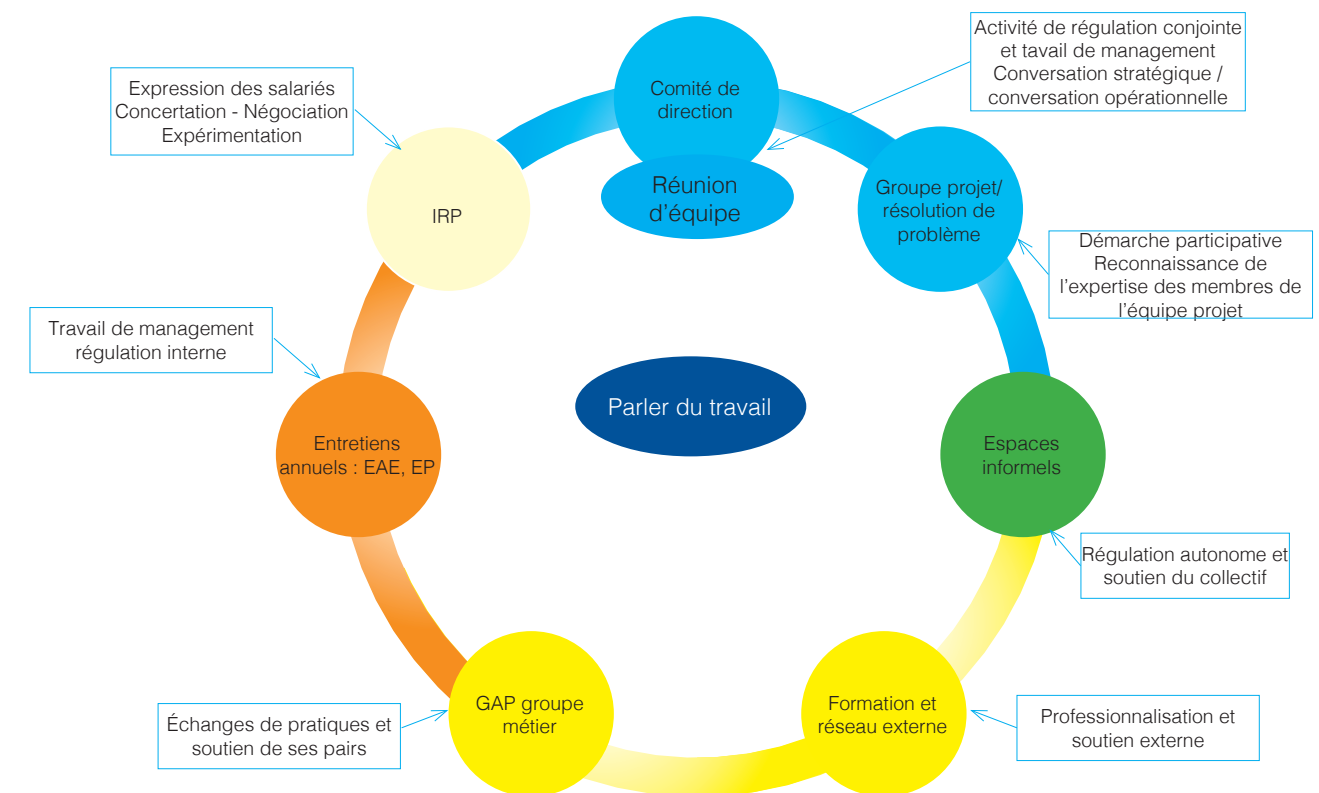 Activité de régulation conjointe
et tavail de management
Conversation stratégique /
conversation opérationnelle
Expression des salariés
Concertation - Négociation
Expérimentation
Comité de
direction
Réunion
d'équipe
Groupe projet/
résolution de
problème
IRP
Démarche participative
Reconnaissance de
l'expertise des membres de
l'équipe projet
Travail de management
régulation interne
Parler du travail
Entretiens
annuels : EAE, EP
Espaces
informels
Régulation autonome et
soutien du collectif
GAP groupe
métier
Formation et
réseau externe
Échanges de pratiques et
soutien de ses pairs
Professionnalisation et
soutien externe